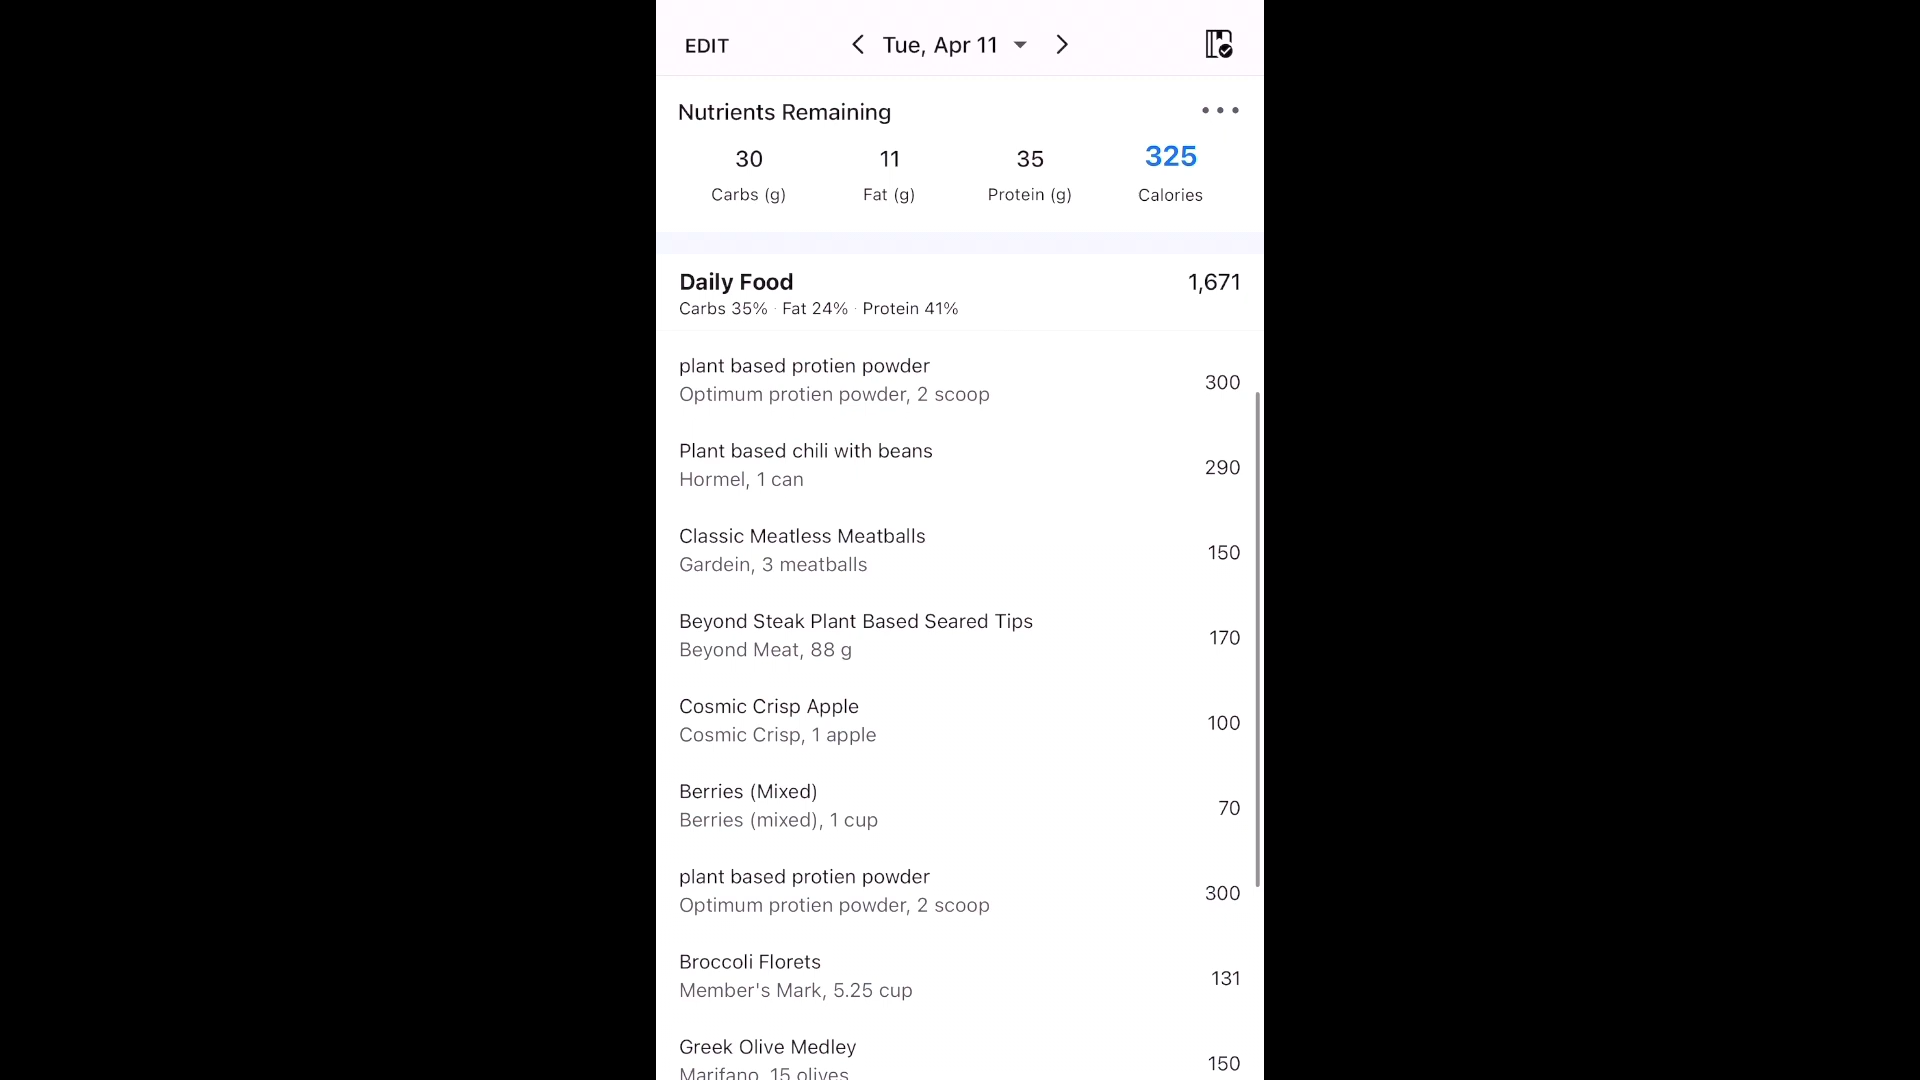 EDIT
Tue, Apr 11
Nutrients Remaining
30
11
35
325
Carbs (g)
Fat (g)
Protein (g)
Calories
Daily Food
1,671
Carbs 35% · Fat 24% · Protein 41%
plant based protien powder
Optimum protien powder, 2 scoop
300
Plant based chili with beans
Hormel, 1 can
290
Classic Meatless Meatballs
Gardein, 3 meatballs
150
Beyond Steak Plant Based Seared Tips
Beyond Meat, 88 g
170
Cosmic Crisp Apple
Cosmic Crisp, 1 apple
100
Berries (Mixed)
Berries (mixed), 1 cup
70
plant based protien powder
Optimum protien powder, 2 scoop
300
Broccoli Florets
Member's Mark, 5.25 cup
131
Greek Olive Medley
Marifano, 15 olives
150